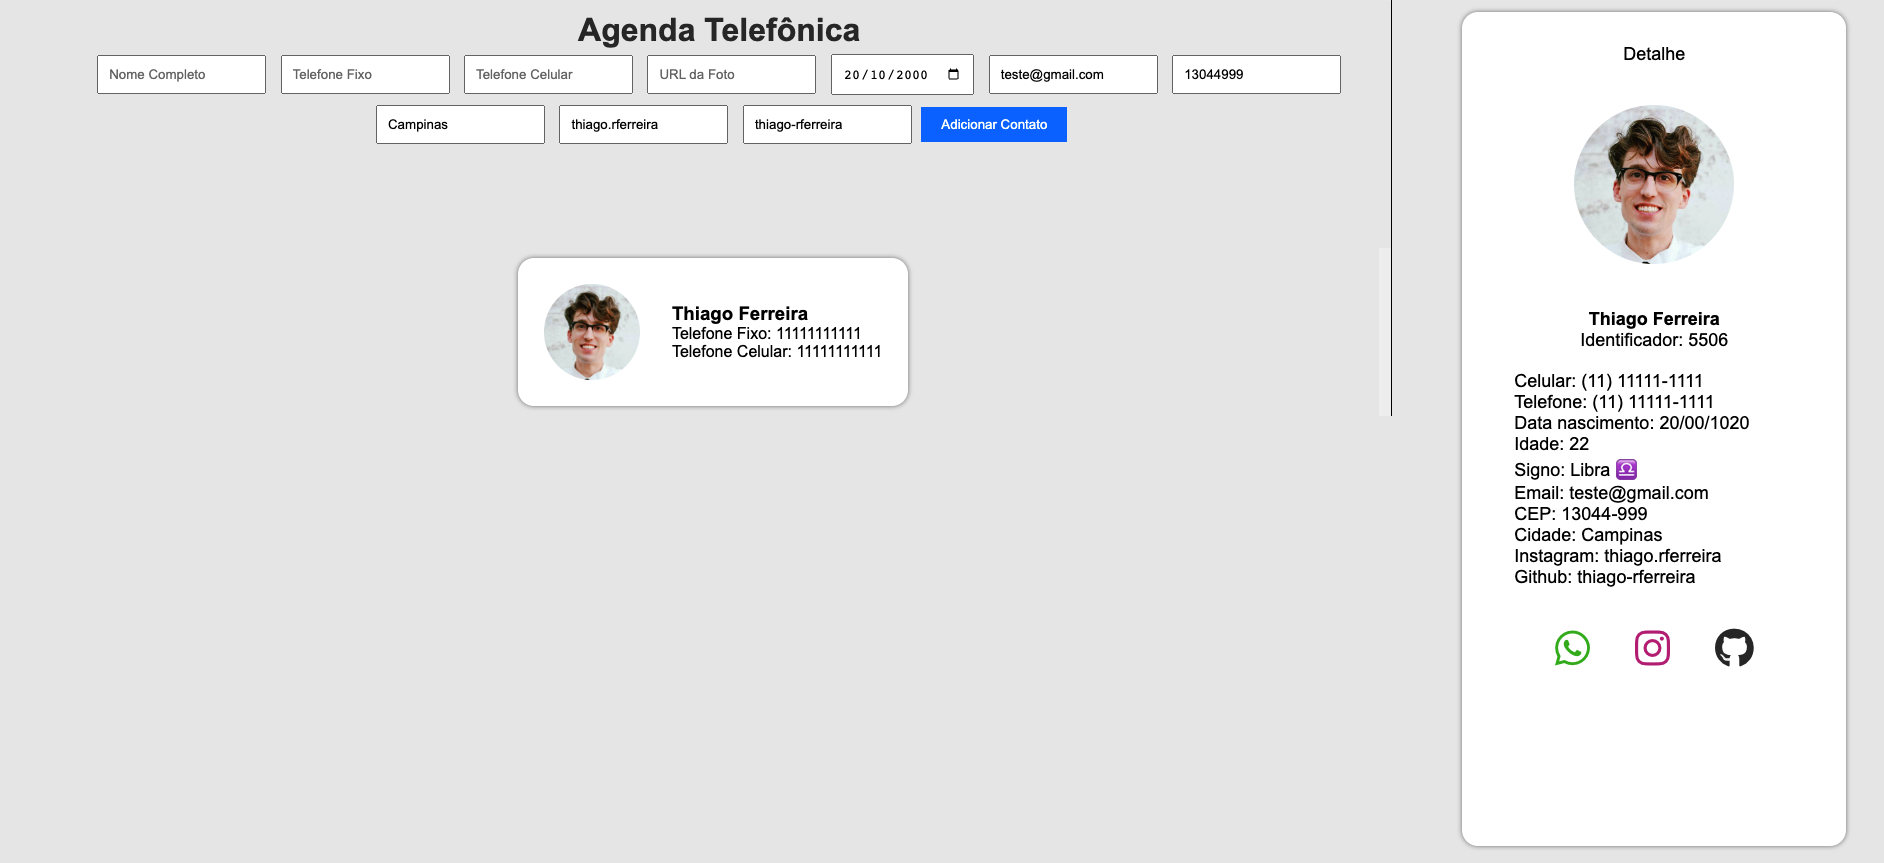 Agenda Telefônica
Nome Completo Telefone Fixo Telefone Celular URL da Foto 20/10/2000 teste@gmail.com 13044999
Campinas thiago.rferreira thiago-rferreira Adicionar Contato
Thiago Ferreira
Telefone Fixo: 11111111111
Telefone Celular: 11111111111
Detalhe
Thiago Ferreira
Identificador: 5506
Celular: (11) 11111-1111
Telefone: (11) 11111-1111
Data nascimento: 20/00/1020
Idade: 22
Signo: Libra ♎
Email: teste@gmail.com
CEP: 13044-999
Cidade: Campinas
Instagram: thiago.rferreira
Github: thiago-rferreira